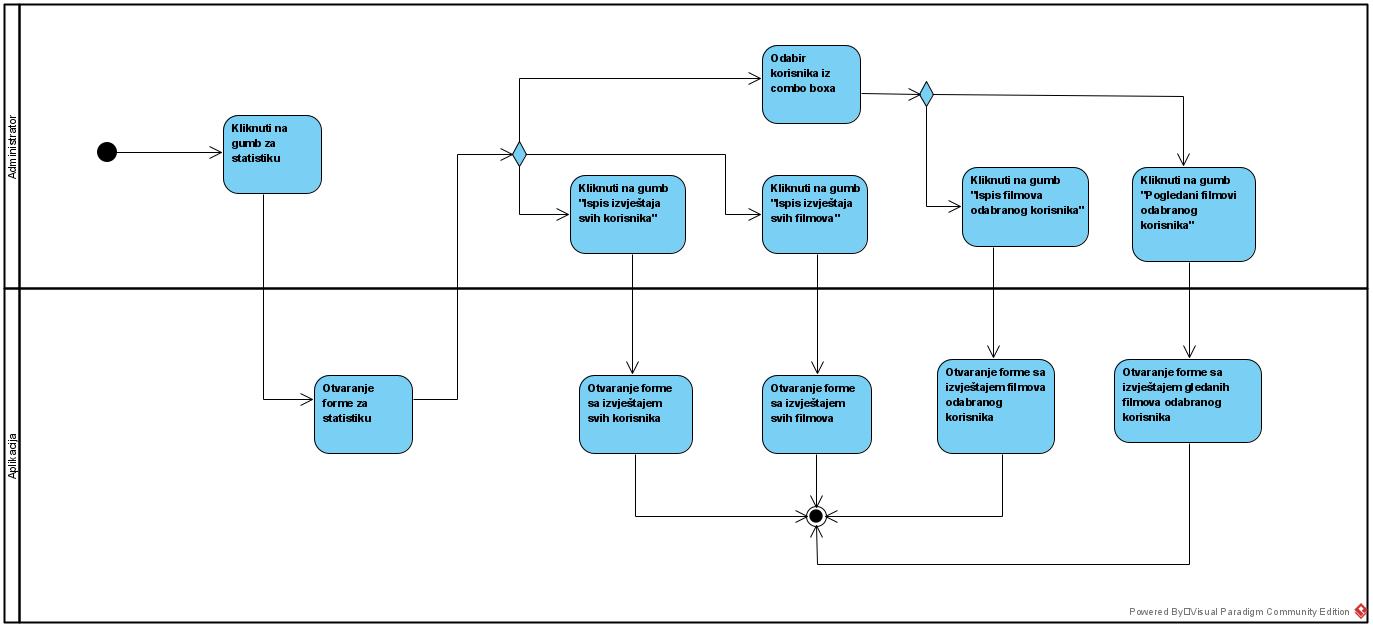 Administrator
Kliknuti na
gumb za
statistiku
Odabir
korisnika iz
combo boxa
Kliknuti na gumb
"Ispis izvještaja
svih korisnika"
Kliknuti na gumb
"Ispis izvještaja
svih filmova"
Kliknuti na gumb
"Ispis filmova
odabranog korisnika"
Kliknuti na gumb
"Pogledani filmovi
odabranog
korisnika"
Aplikacija
Otvaranje
forme za
statistiku
Otvaranje forme
sa izvještajem
svih korisnika
Otvaranje forme
sa izvještajem
svih filmova
Otvaranje forme sa
izvještajem filmova
odabranog
korisnika
Otvaranje forme sa
izvještajem gledanih
filmova odabranog
korisnika
Powered By□Visual Paradigm Community Edition